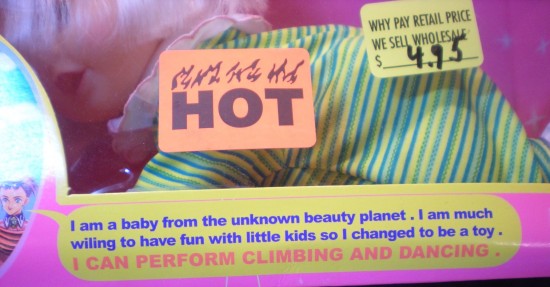 WHY PAY RETAIL PRICE
WE SELL WHOLESALE
$ 4.95
HOT
I am a baby from the unknown beauty planet . I am much
wiling to have fun with little kids so I changed to be a toy .
I CAN PERFORM CLIMBING AND DANCING .